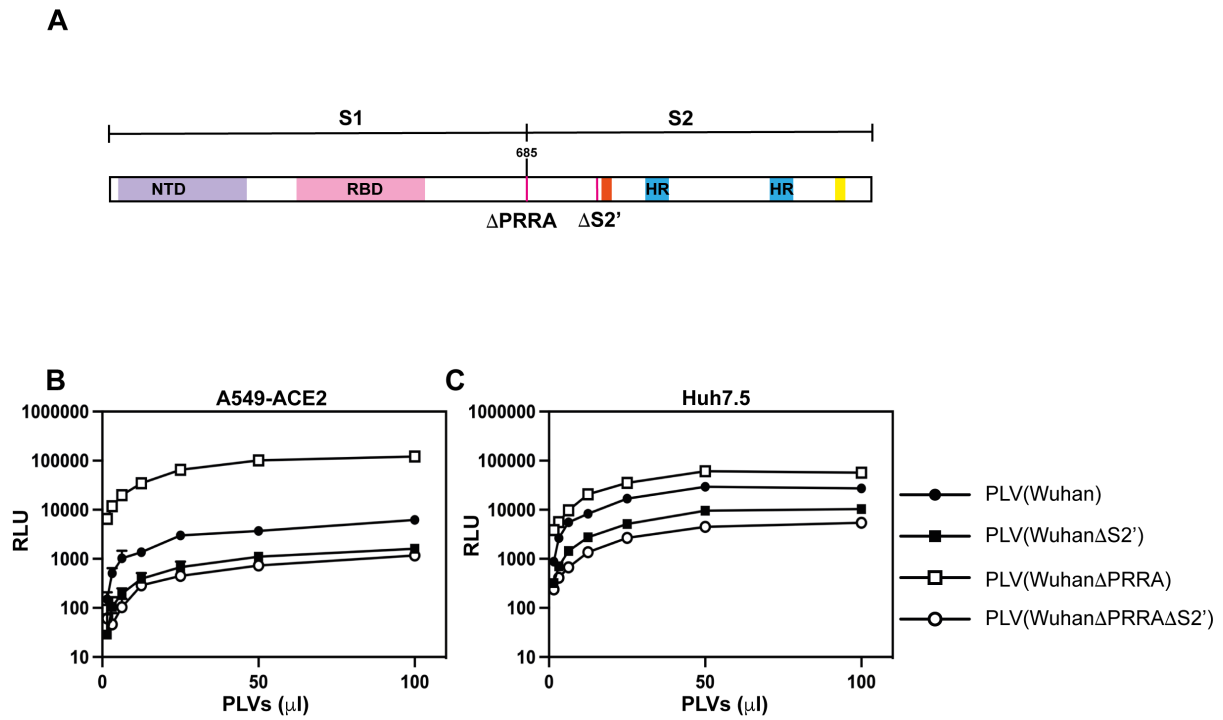 A
S1 S2
685
NTD RBD HR HR
ΔPRRA ΔS2’
B C
A549-ACE2 Huh7.5
1000000 1000000
100000 100000
10000 10000
1000 1000
100 100
10 10
RLU RLU
0 50 100 0 50 100
PLVs (μl) PLVs (μl)
PLV(Wuhan)
PLV(WuhanΔS2’)
PLV(WuhanΔPRRA)
PLV(WuhanΔPRRAΔS2’)